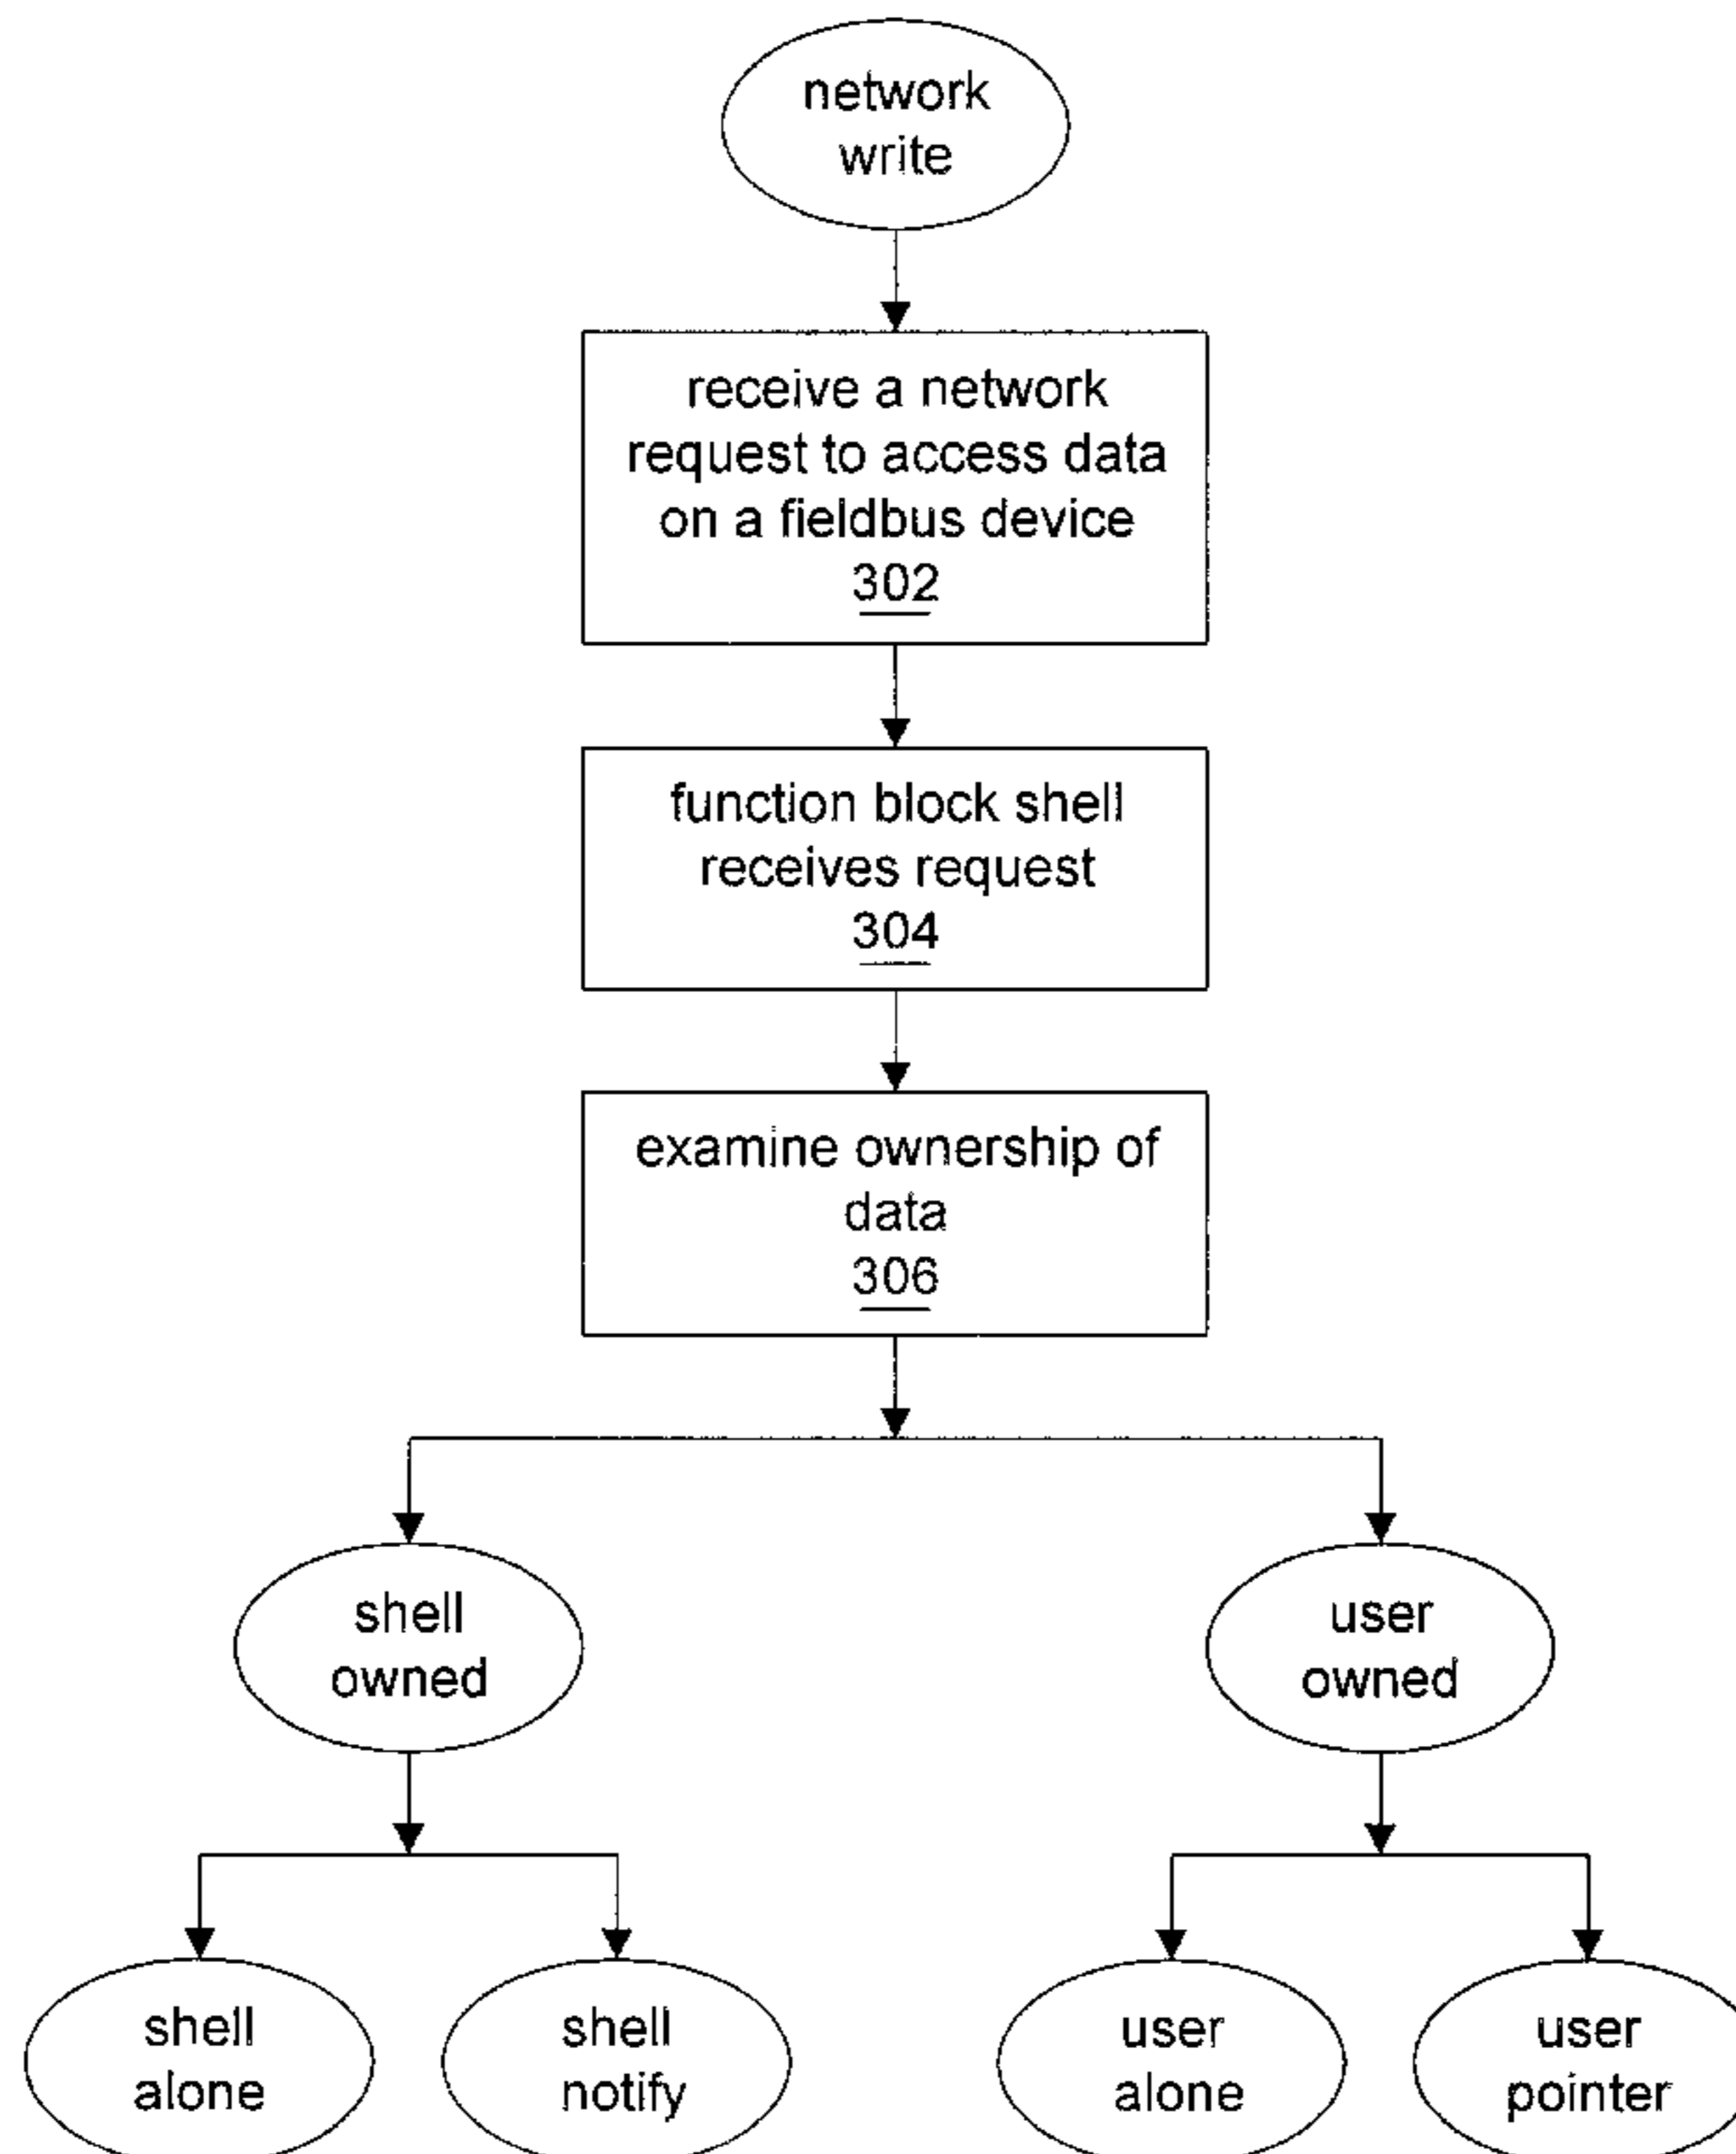 network
write
receive a network
request to access data
on a fieldbus device
302
function block shell
receives request
304
examine ownership of
data
306
shell
owned
user
owned
shell
alone
shell
notify
user
alone
user
pointer